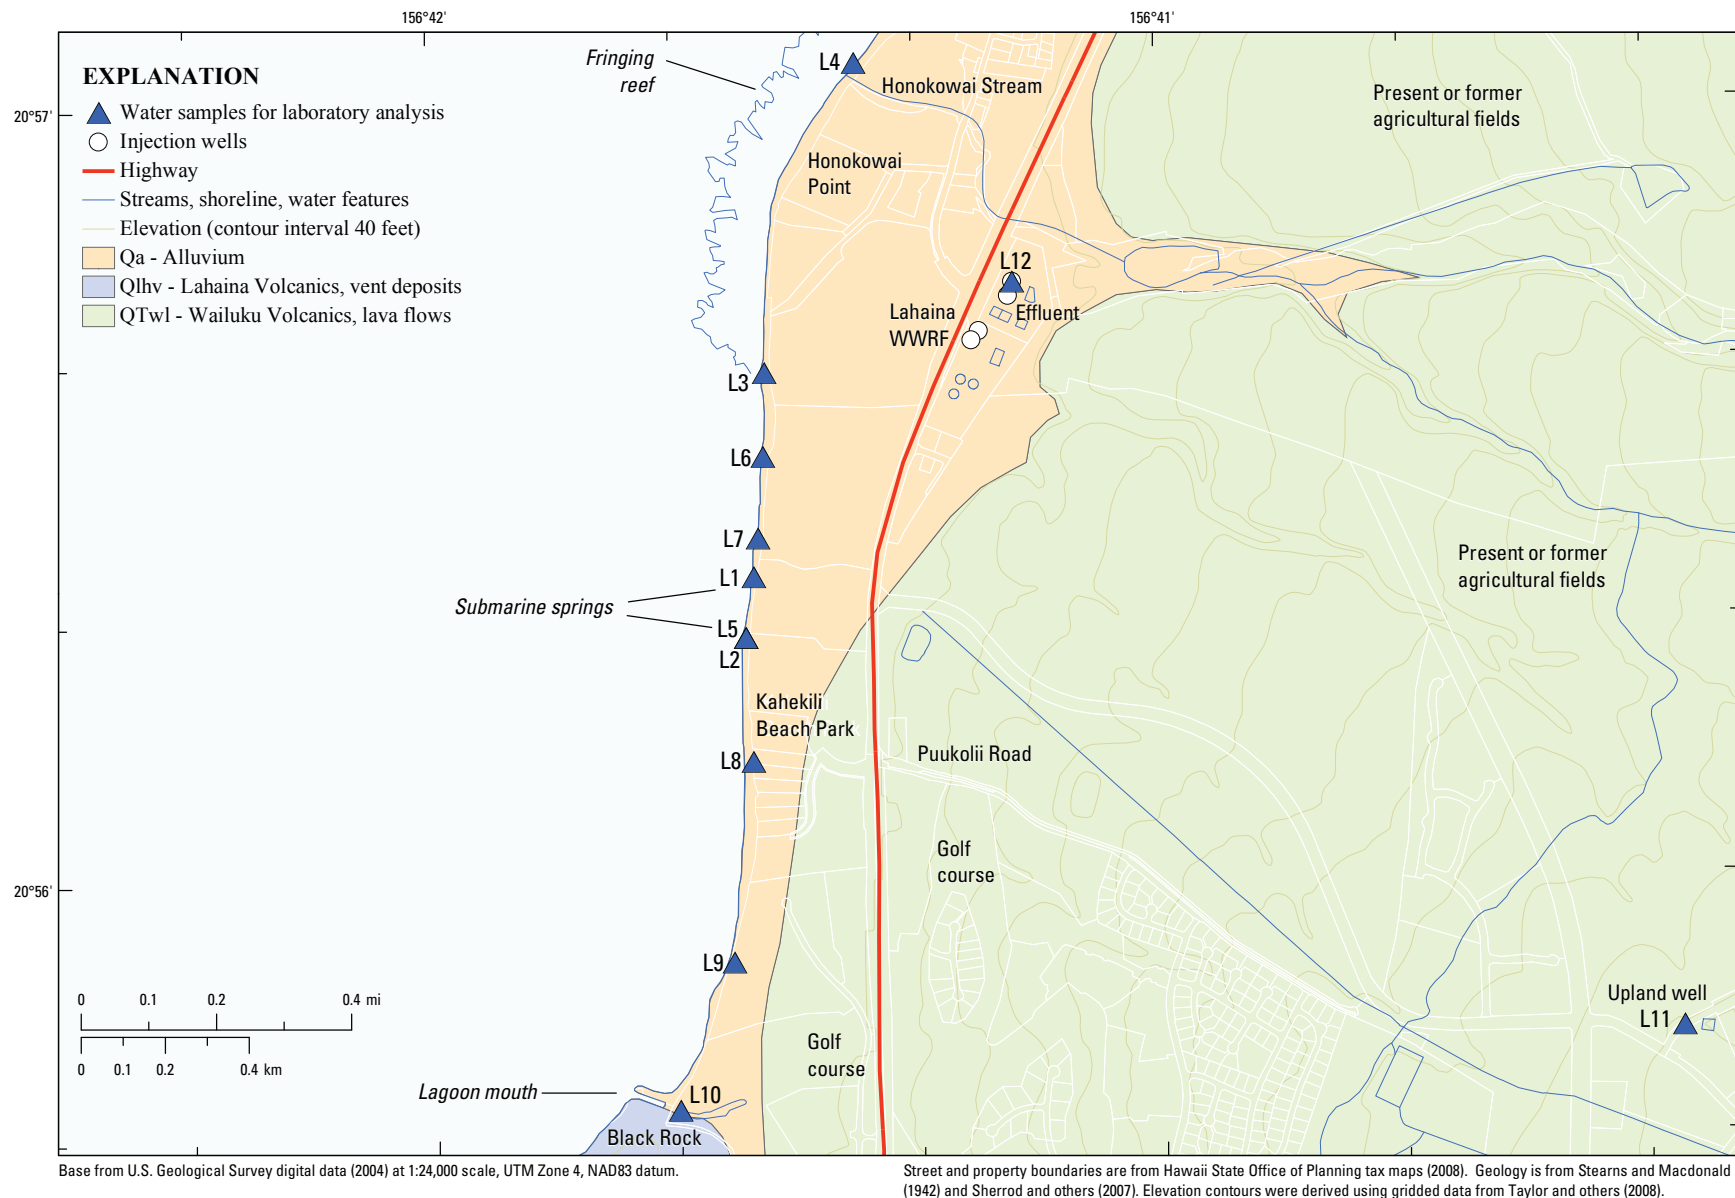 156°42'
156°41'
20°57'
20°56'
EXPLANATION
Water samples for laboratory analysis
Injection wells
Highway
Streams, shoreline, water features
Elevation (contour interval 40 feet)
Qa - Alluvium
Qlhv - Lahaina Volcanics, vent deposits
QTwl - Wailuku Volcanics, lava flows
Fringing
reef
L4
Honokowai Stream
Present or former
agricultural fields
Honokowai
Point
L12
Effluent
Lahaina
WWRF
L3
L6
L7
L1
Submarine springs
L5
L2
Present or former
agricultural fields
Kahekili
Beach Park
L8
Puukolii Road
Golf
course
L9
Upland well
L11
Golf
course
0 0.1 0.2 0.4 mi
0 0.1 0.2 0.4 km
Lagoon mouth
L10
Black Rock
Base from U.S. Geological Survey digital data (2004) at 1:24,000 scale, UTM Zone 4, NAD83 datum.
Street and property boundaries are from Hawaii State Office of Planning tax maps (2008). Geology is from Stearns and Macdonald
(1942) and Sherrod and others (2007). Elevation contours were derived using gridded data from Taylor and others (2008).